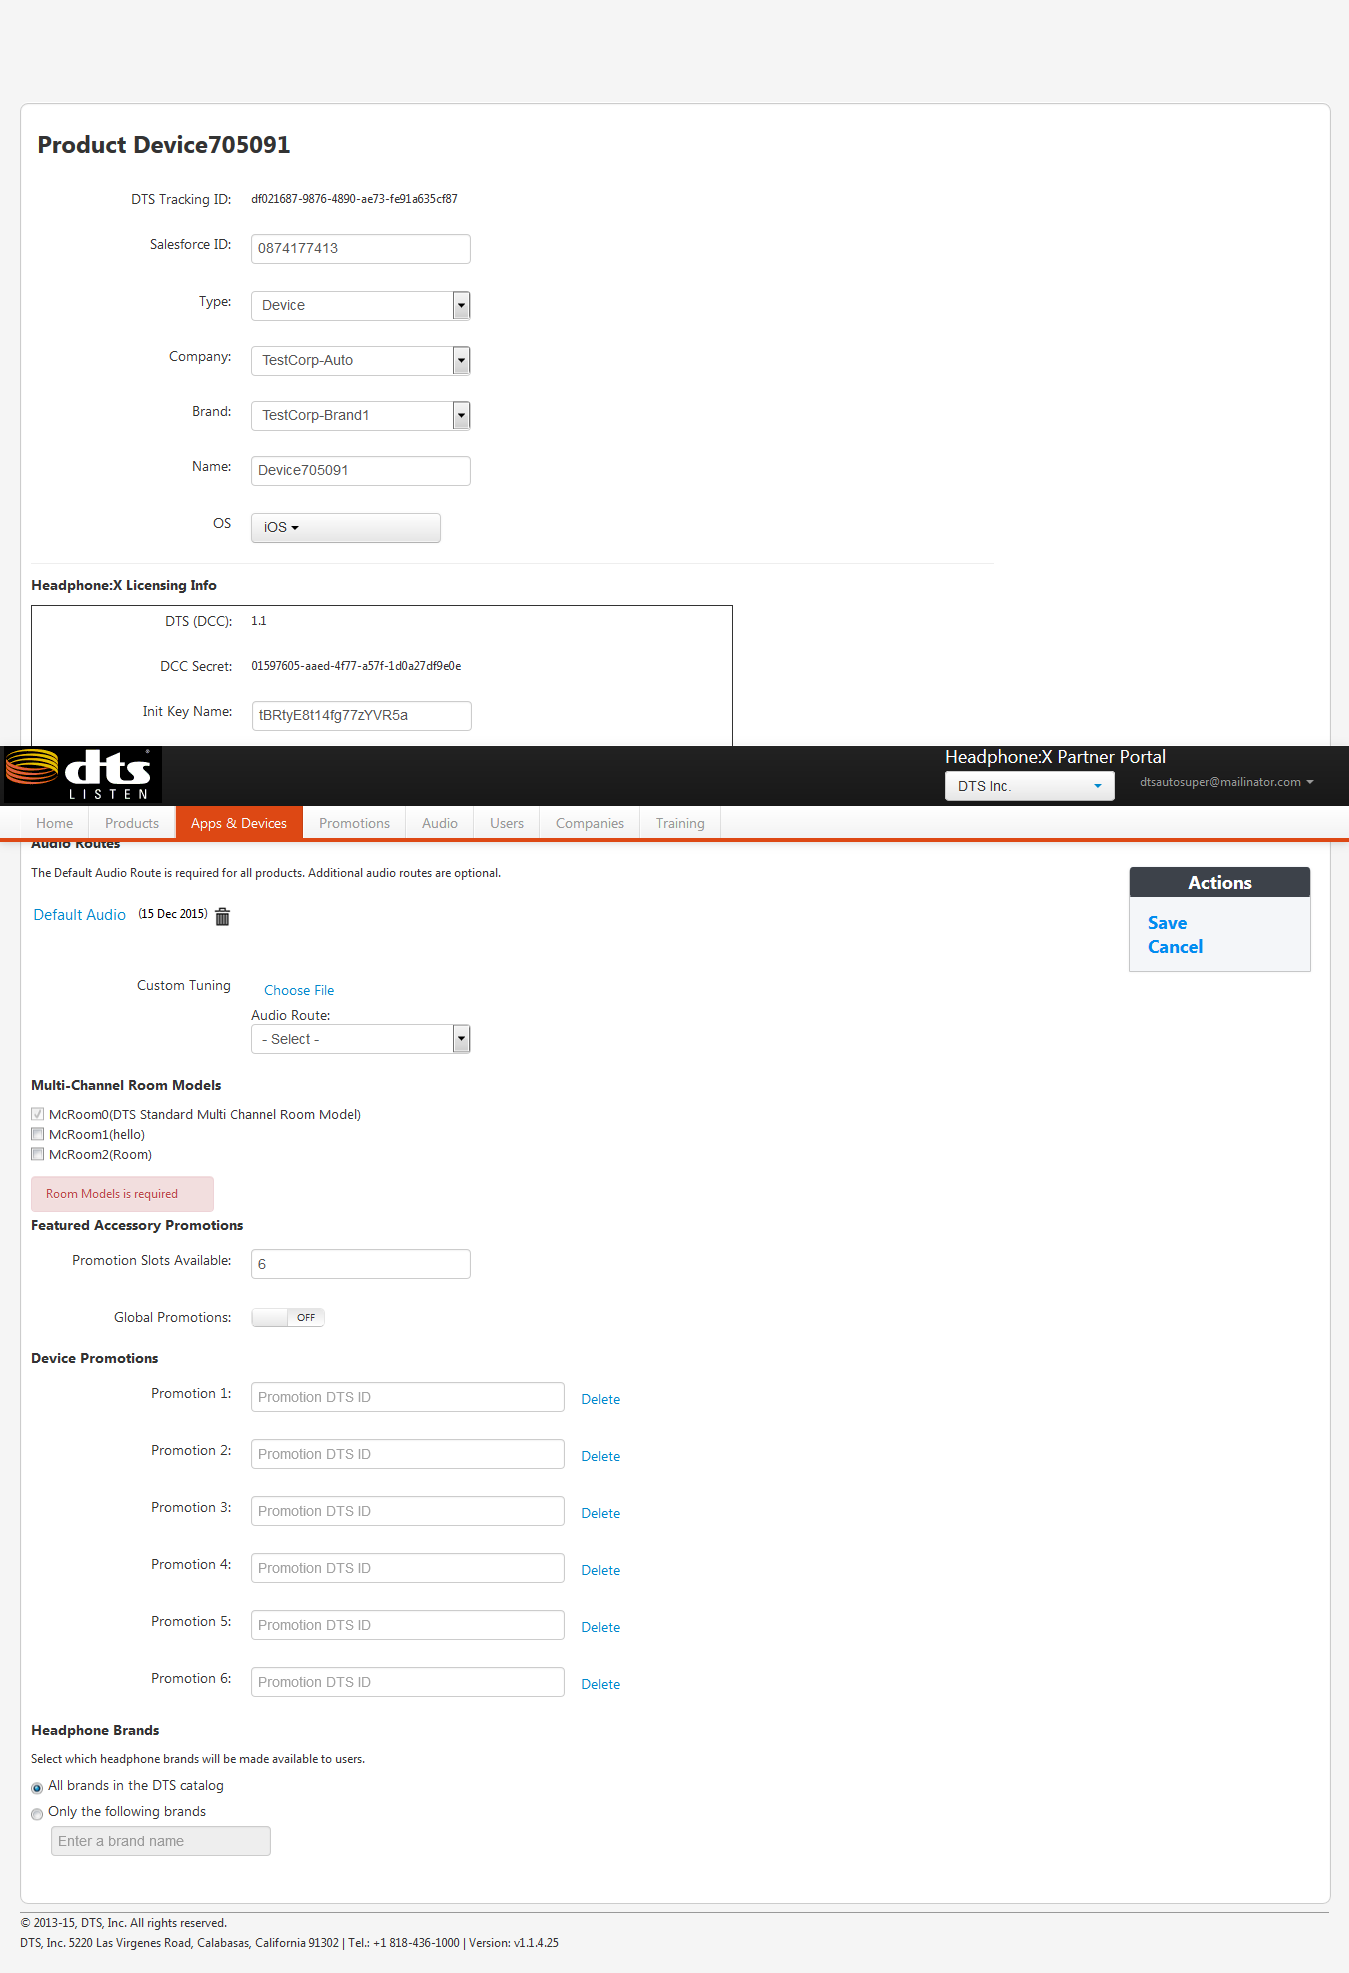 Product Device705091
DTS Tracking ID: df021687-9876-4890-ae73-fe91a635cf87
Salesforce ID: 0874177413
Type: Device
Company: TestCorp-Auto
Brand: TestCorp-Brand1
Name: Device705091
OS iOS
Headphone:X Licensing Info
DTS (DCC): 1.1
DCC Secret: 01597605-aaed-4f77-a57f-1d0a27df9e0e
Init Key Name: tBRtyE8t14fg77zYVR5a
dts
LISTEN
Headphone:X Partner Portal
DTS Inc. dtsautosuper@mailinator.com
Home Products Apps & Devices Promotions Audio Users Companies Training
Audio Routes
The Default Audio Route is required for all products. Additional audio routes are optional.
Default Audio (15 Dec 2015)
Actions
Save
Cancel
Custom Tuning Choose File
Audio Route:
- Select -
Multi-Channel Room Models
McRoom0(DTS Standard Multi Channel Room Model)
McRoom1(hello)
McRoom2(Room)
Room Models is required
Featured Accessory Promotions
Promotion Slots Available: 6
Global Promotions: OFF
Device Promotions
Promotion 1: Promotion DTS ID Delete
Promotion 2: Promotion DTS ID Delete
Promotion 3: Promotion DTS ID Delete
Promotion 4: Promotion DTS ID Delete
Promotion 5: Promotion DTS ID Delete
Promotion 6: Promotion DTS ID Delete
Headphone Brands
Select which headphone brands will be made available to users.
All brands in the DTS catalog
Only the following brands
Enter a brand name
© 2013-15, DTS, Inc. All rights reserved.
DTS, Inc. 5220 Las Virgenes Road, Calabasas, California 91302 | Tel.: +1 818-436-1000 | Version: v1.1.4.25